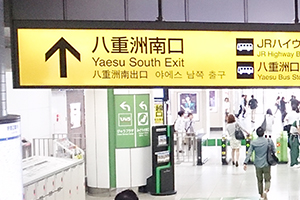 八重洲南口
Yaesu South Exit
八重洲南出口 야에스 남쪽 출구
JRハイウ
JR Highway B
八重洲口
Yaesu Bus St